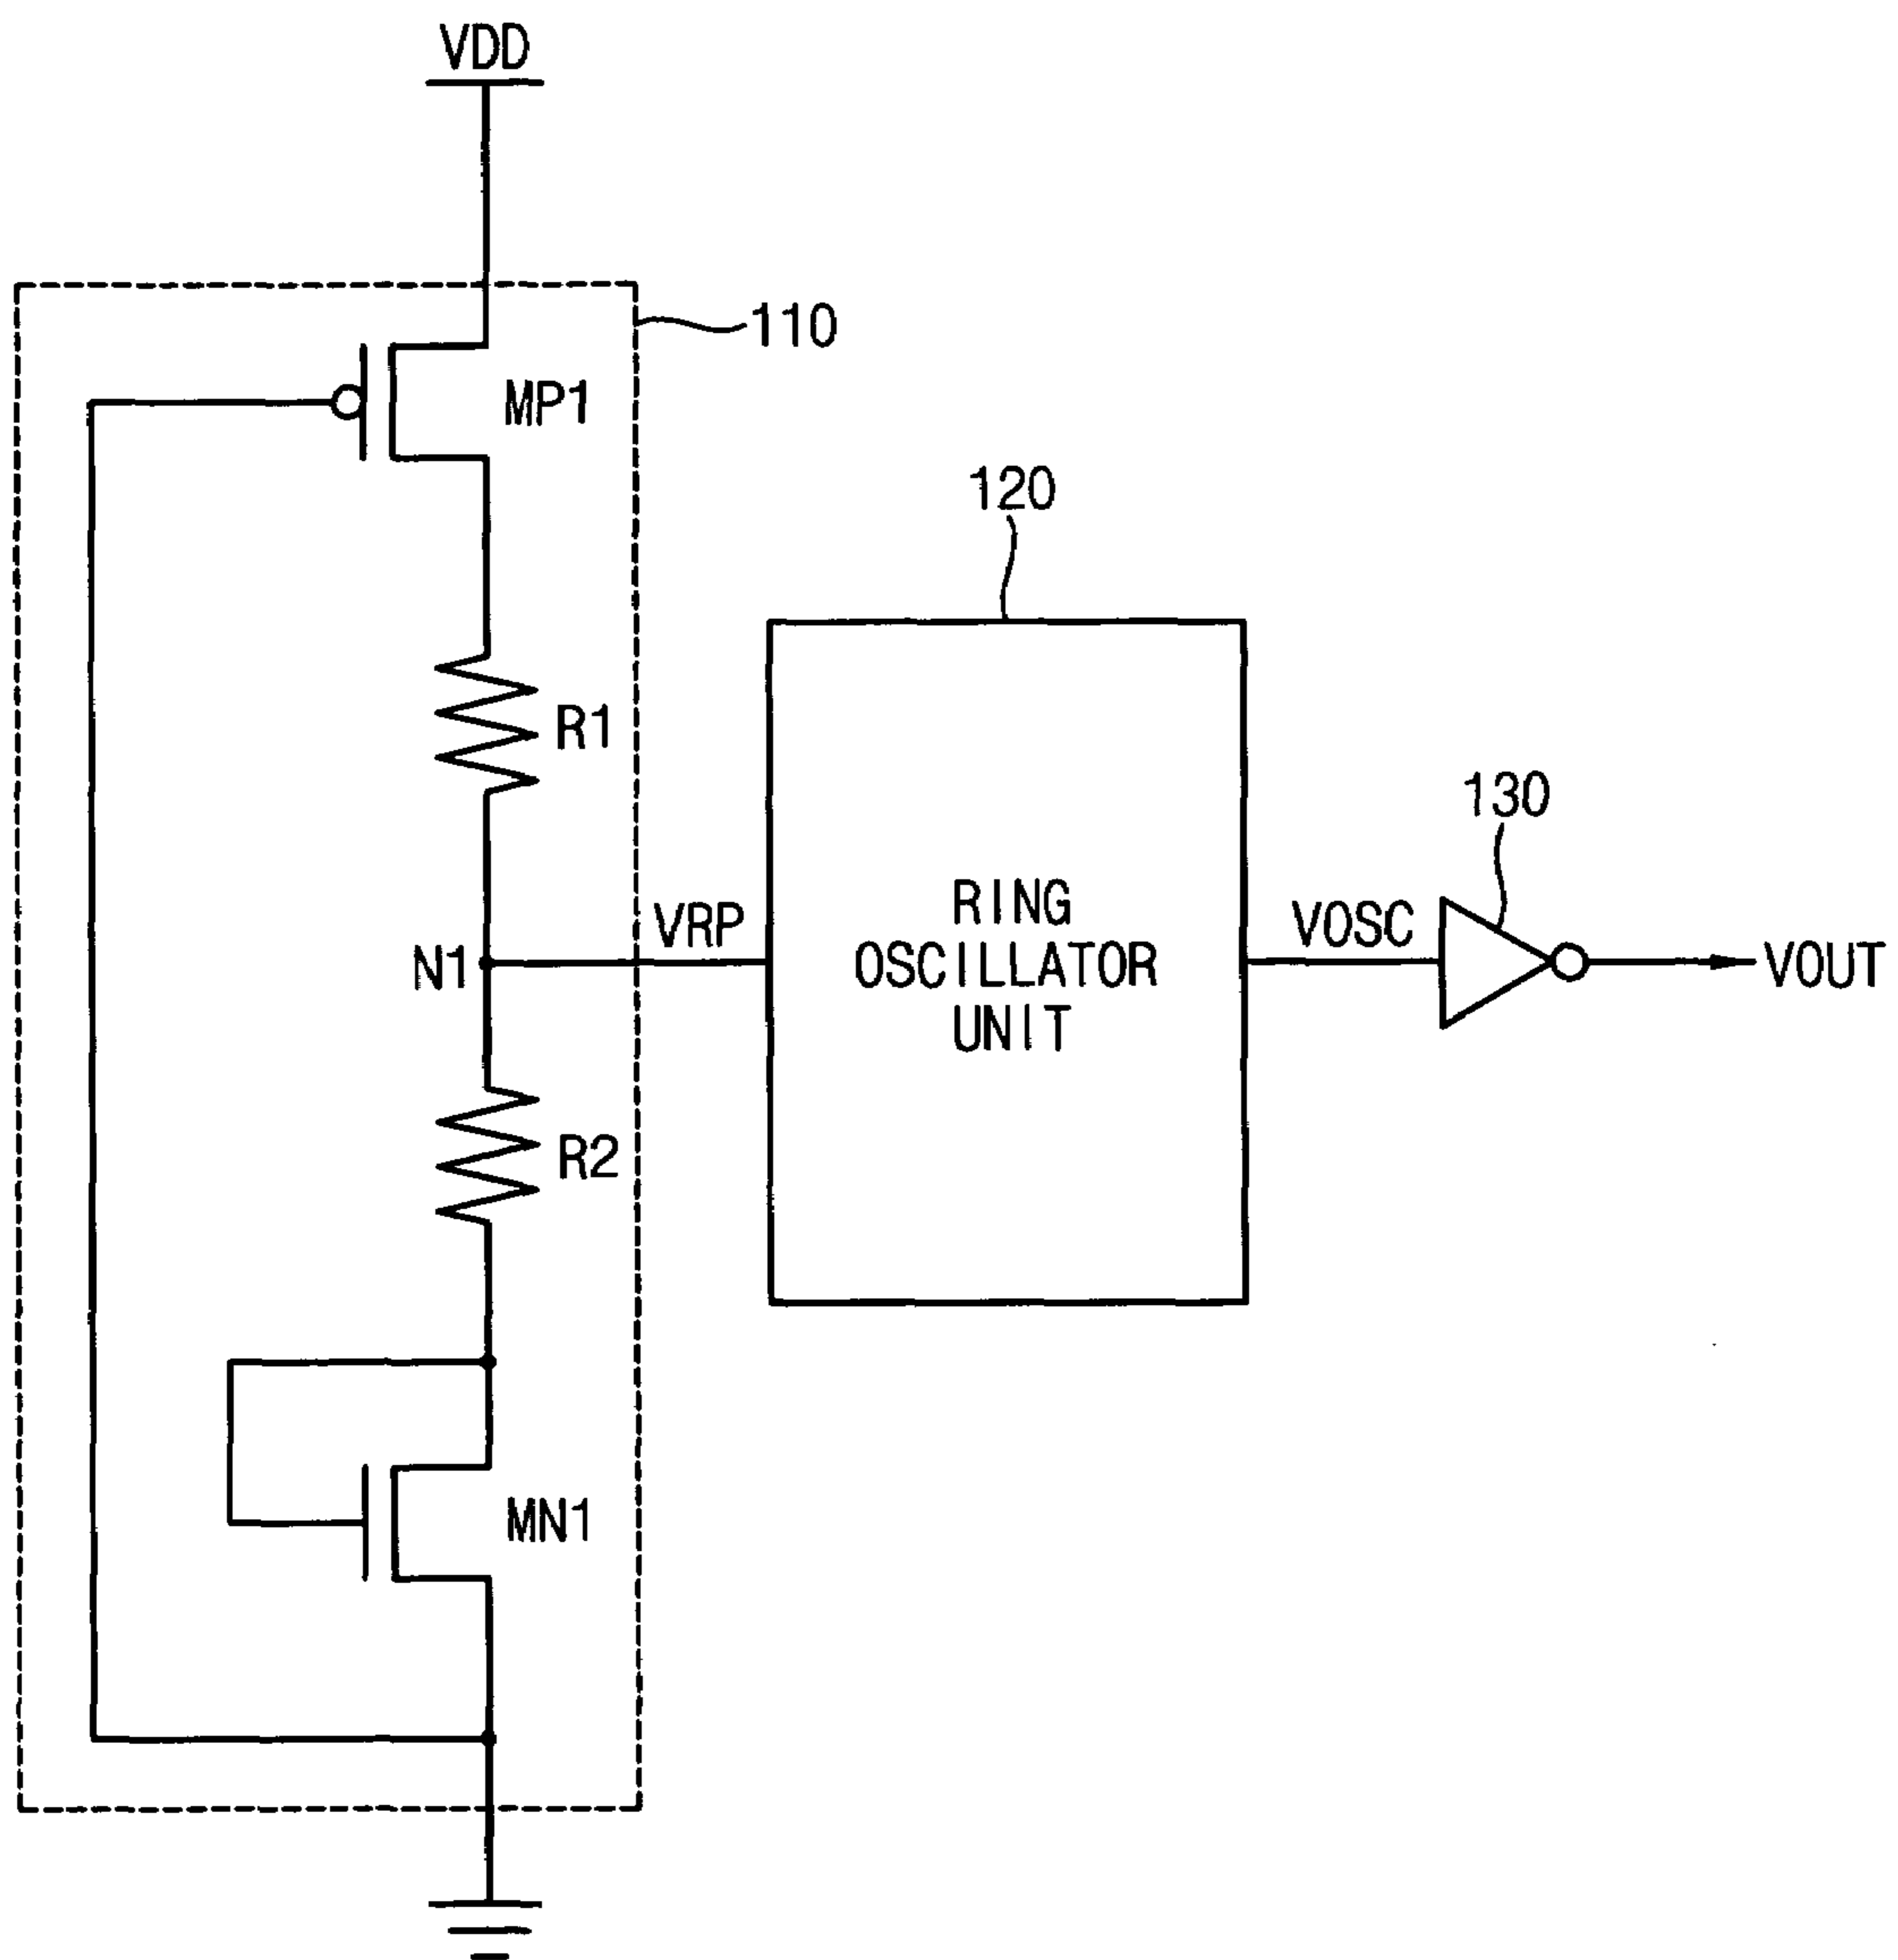 VDD
110
MP1
120
R1
130
RING
OSCILLATOR
UNIT
VRP
VOSC
N1
VOUT
R2
MN1